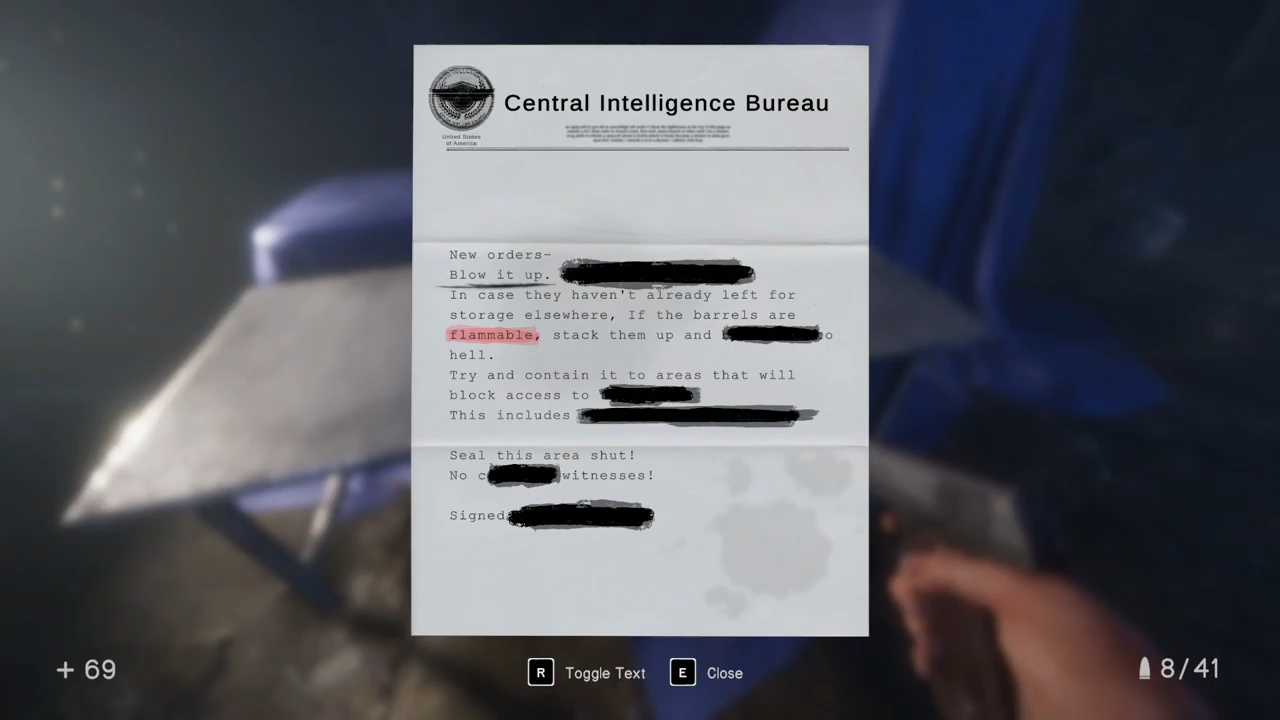 Central Intelligence Bureau
United States
of America
New orders-
Blow it up.
In case they haven't already left for
storage elsewhere, If the barrels are
flammable, stack them up and o
hell.
Try and contain it to areas that will
block access to
This includes
Seal this area shut!
No c witnesses!
Signed
+ 69
R Toggle Text E Close
8/41